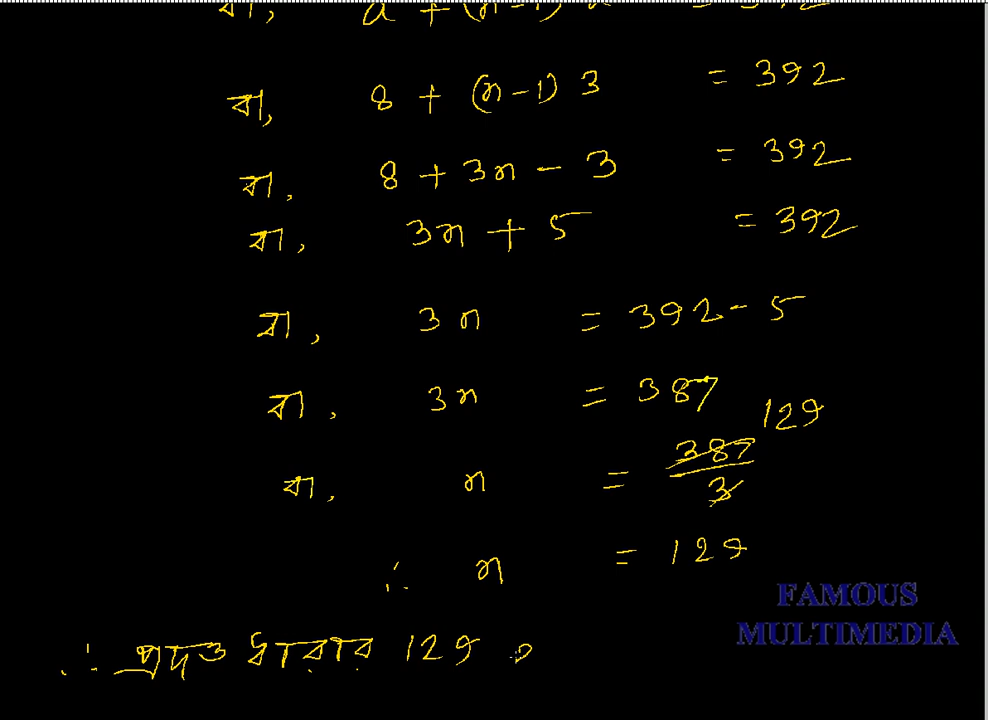 বা, a + (n-1)
বা, 8 + (n-1) 3 = 392
বা, 8 + 3n - 3 = 392
বা, 3n + 5 = 392
বা, 3n = 392 - 5
বা, 3n = 387
129
বা, n = 387/3
∴ n = 129
∴ প্রদত্ত ধারার 129
FAMOUS
MULTIMEDIA